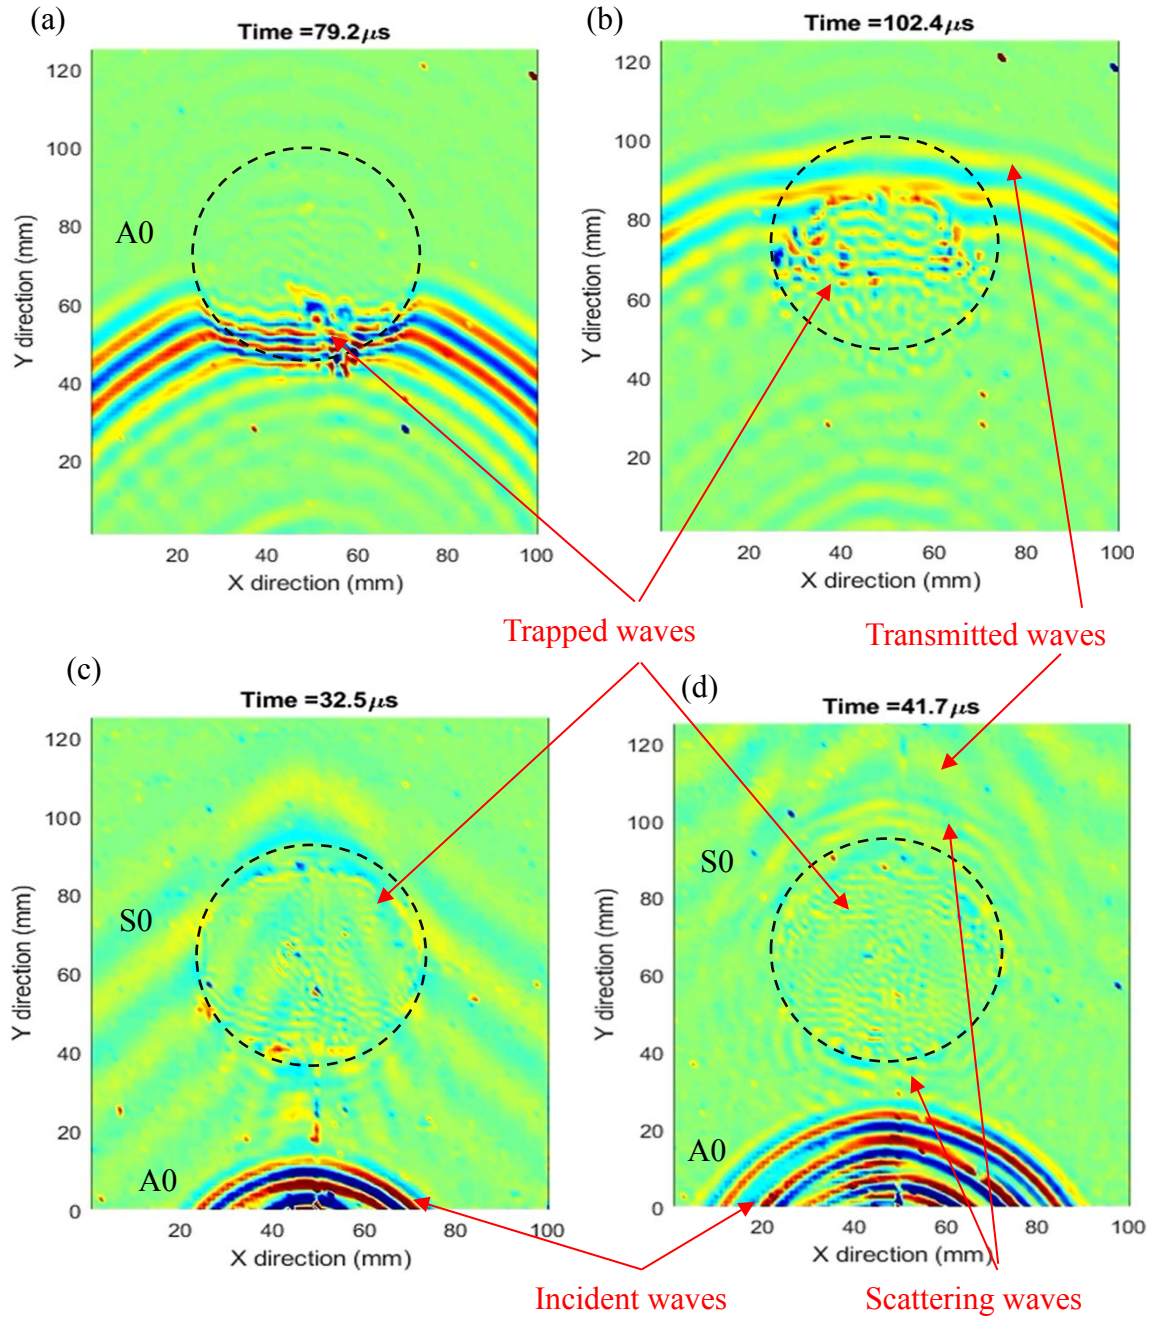 (a)
Time =79.2μs
120
100
80
60
40
20
Y direction (mm)
A0
20
40
60
80
100
X direction (mm)
(b)
Time =102.4μs
120
100
80
60
40
20
Y direction (mm)
20
40
60
80
100
X direction (mm)
Trapped waves
Transmitted waves
(c)
Time =32.5μs
120
100
80
60
40
20
0
Y direction (mm)
S0
A0
20
40
60
80
100
X direction (mm)
(d)
Time =41.7μs
120
100
80
60
40
20
0
Y direction (mm)
S0
A0
20
40
60
80
100
X direction (mm)
Incident waves
Scattering waves